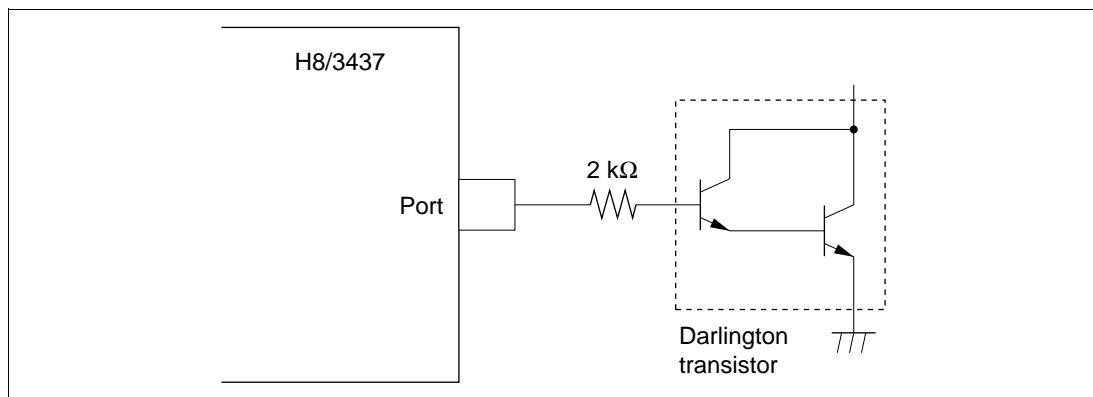 H8/3437
2 kΩ
Port
Darlington
transistor